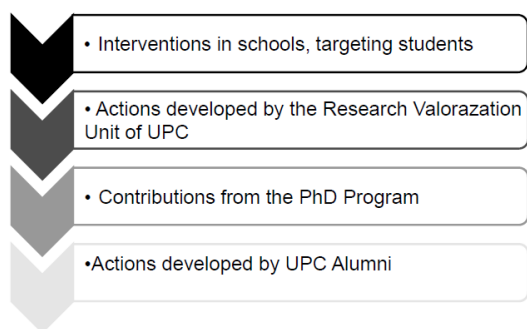 • Interventions in schools, targeting students
• Actions developed by the Research Valorazation
Unit of UPC
• Contributions from the PhD Program
•Actions developed by UPC Alumni